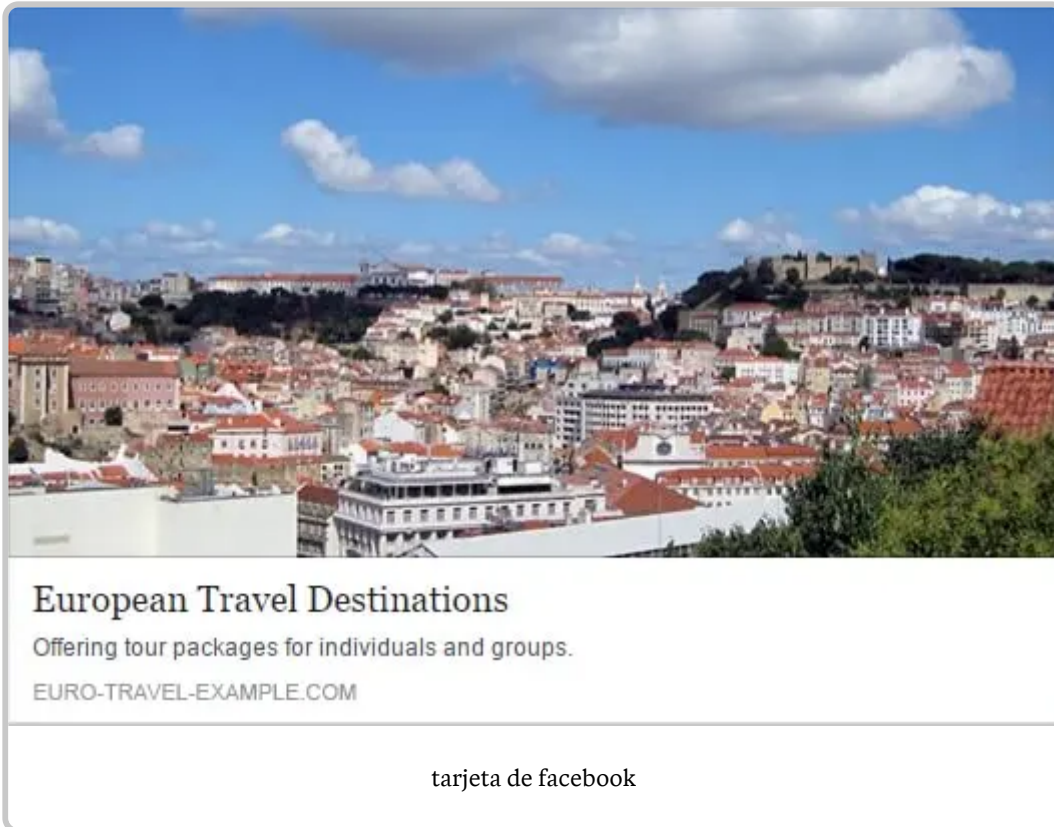 European Travel Destinations
Offering tour packages for individuals and groups.
EURO-TRAVEL-EXAMPLE.COM
tarjeta de facebook